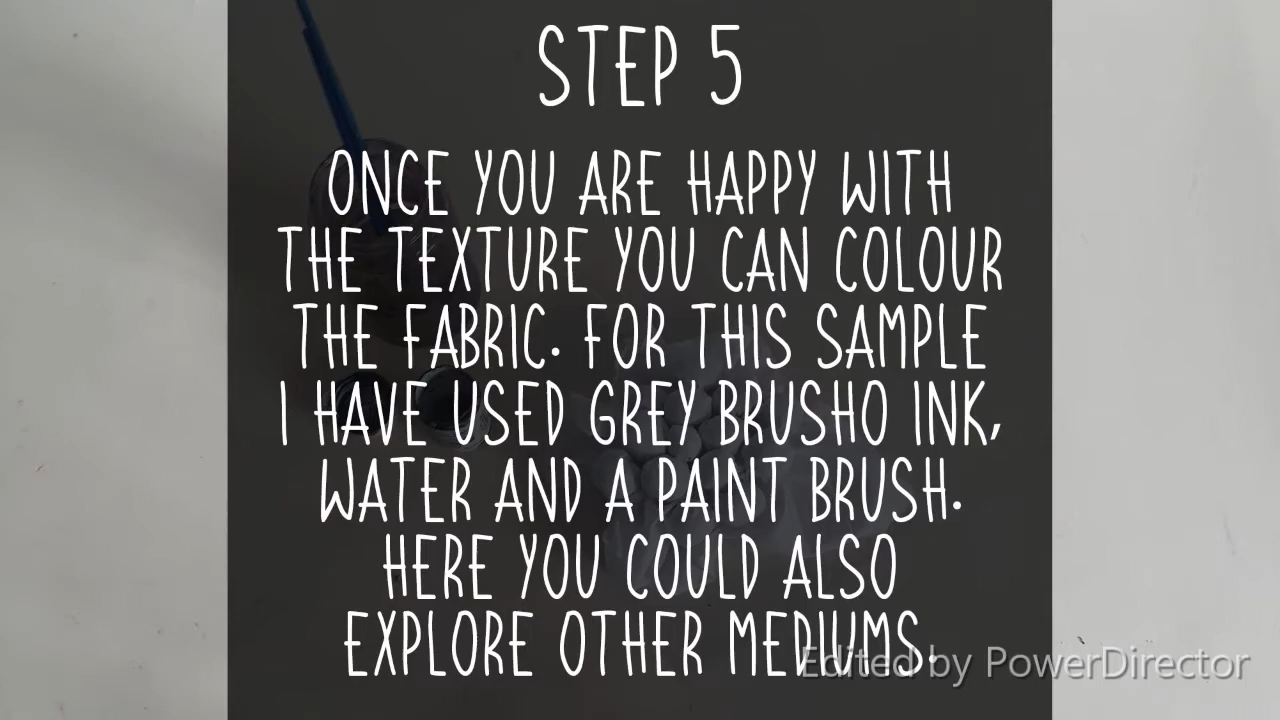 STEP 5
ONCE YOU ARE HAPPY WITH
THE TEXTURE YOU CAN COLOUR
THE FABRIC. FOR THIS SAMPLE
I HAVE USED GREY BRUSHO INK,
WATER AND A PAINT BRUSH.
HERE YOU COULD ALSO
EXPLORE OTHER MEDIUMS.
Edited by PowerDirector